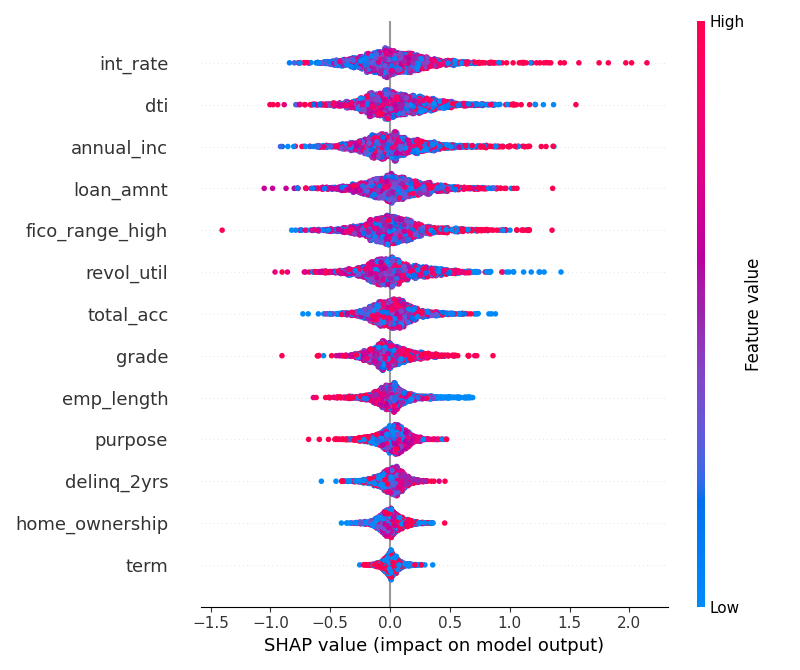 High
int_rate
dti
annual_inc
loan_amnt
fico_range_high
revol_util
total_acc
grade
emp_length
purpose
delinq_2yrs
home_ownership
term
Feature value
Low
−1.5 −1.0 −0.5 0.0 0.5 1.0 1.5 2.0
SHAP value (impact on model output)